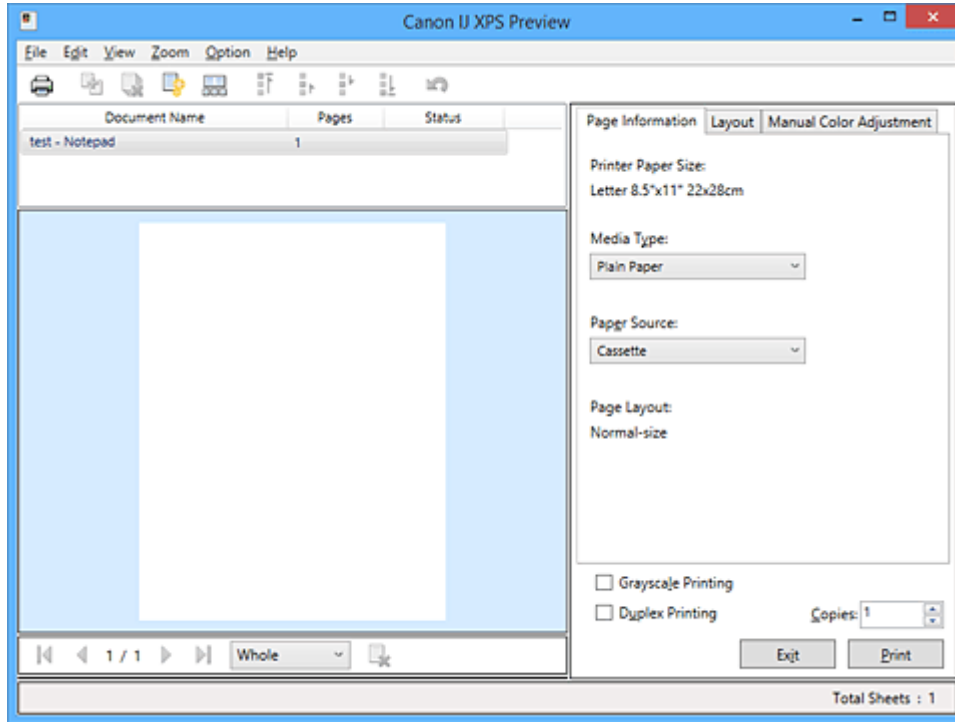 Canon IJ XPS Preview
File Edit View Zoom Option Help
Document Name Pages Status
test - Notepad 1
Page Information Layout Manual Color Adjustment
Printer Paper Size:
Letter 8.5"x11" 22x28cm
Media Type:
Plain Paper
Paper Source:
Cassette
Page Layout:
Normal-size
Grayscale Printing
Duplex Printing Copies: 1
1 / 1 Whole
Exit Print
Total Sheets : 1